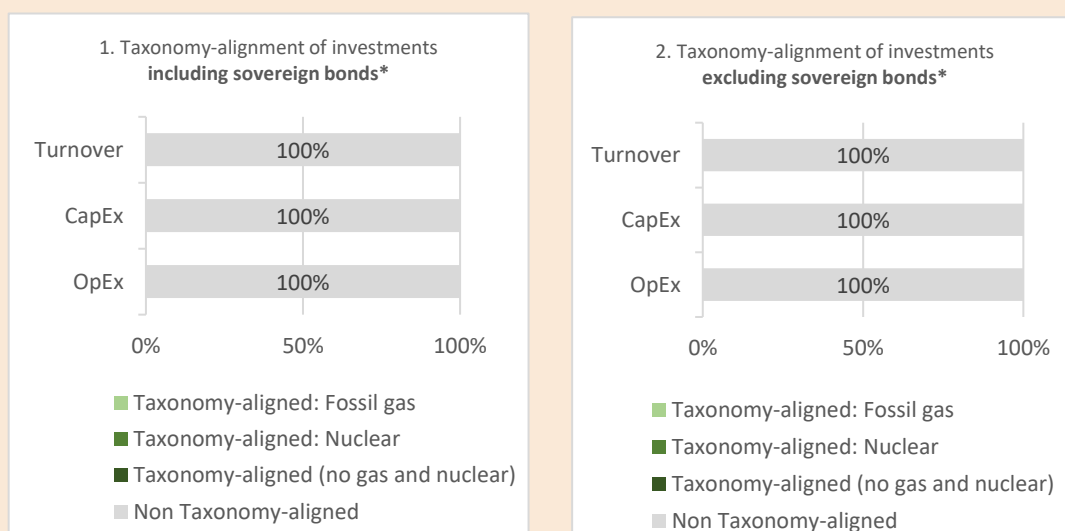 1. Taxonomy-alignment of investments
including sovereign bonds*
Turnover
100%
CapEx
100%
OpEx
100%
0%
50%
100%
Taxonomy-aligned: Fossil gas
Taxonomy-aligned: Nuclear
Taxonomy-aligned (no gas and nuclear)
Non Taxonomy-aligned
2. Taxonomy-alignment of investments
excluding sovereign bonds*
Turnover
100%
CapEx
100%
OpEx
100%
0%
50%
100%
Taxonomy-aligned: Fossil gas
Taxonomy-aligned: Nuclear
Taxonomy-aligned (no gas and nuclear)
Non Taxonomy-aligned